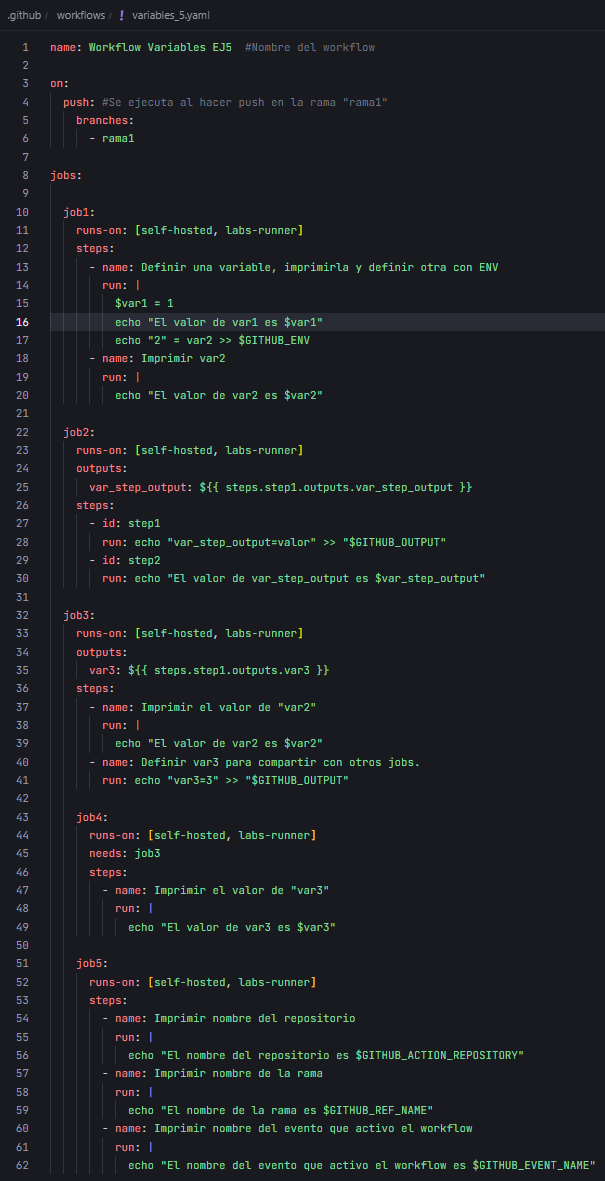 .github / workflows / ! variables_5.yaml
1 name: Workflow Variables EJ5  #Nombre del workflow
2
3 on:
4   push: #Se ejecuta al hacer push en la rama "rama1"
5     branches:
6       - rama1
7
8 jobs:
9
10   job1:
11     runs-on: [self-hosted, labs-runner]
12     steps:
13       - name: Definir una variable, imprimirla y definir otra con ENV
14         run: |
15           $var1 = 1
16           echo "El valor de var1 es $var1"
17           echo "2" = var2 >> $GITHUB_ENV
18       - name: Imprimir var2
19         run: |
20           echo "El valor de var2 es $var2"
21
22   job2:
23     runs-on: [self-hosted, labs-runner]
24     outputs:
25       var_step_output: ${{ steps.step1.outputs.var_step_output }}
26     steps:
27       - id: step1
28         run: echo "var_step_output=valor" >> "$GITHUB_OUTPUT"
29       - id: step2
30         run: echo "El valor de var_step_output es $var_step_output"
31
32   job3:
33     runs-on: [self-hosted, labs-runner]
34     outputs:
35       var3: ${{ steps.step1.outputs.var3 }}
36     steps:
37       - name: Imprimir el valor de "var2"
38         run: |
39           echo "El valor de var2 es $var2"
40       - name: Definir var3 para compartir con otros jobs.
41         run: echo "var3=3" >> "$GITHUB_OUTPUT"
42
43     job4:
44       runs-on: [self-hosted, labs-runner]
45       needs: job3
46       steps:
47         - name: Imprimir el valor de "var3"
48           run: |
49             echo "El valor de var3 es $var3"
50
51     job5:
52       runs-on: [self-hosted, labs-runner]
53       steps:
54         - name: Imprimir nombre del repositorio
55           run: |
56             echo "El nombre del repositorio es $GITHUB_ACTION_REPOSITORY"
57         - name: Imprimir nombre de la rama
58           run: |
59             echo "El nombre de la rama es $GITHUB_REF_NAME"
60         - name: Imprimir nombre del evento que activo el workflow
61           run: |
62             echo "El nombre del evento que activo el workflow es $GITHUB_EVENT_NAME"